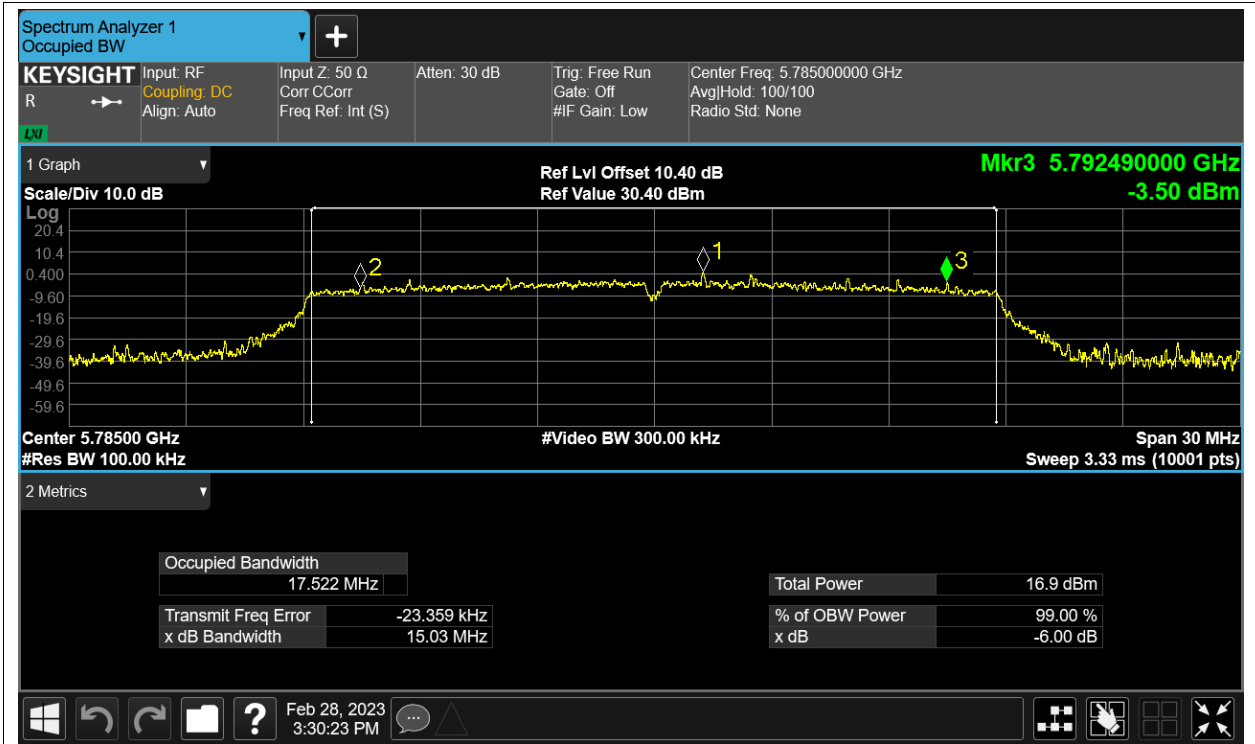 Spectrum Analyzer 1
Occupied BW
KEYSIGHT
R
LXI
Input: RF
Coupling: DC
Align: Auto
Input Z: 50 Ω
Corr CCorr
Freq Ref: Int (S)
Atten: 30 dB
Trig: Free Run
Gate: Off
#IF Gain: Low
Center Freq: 5.785000000 GHz
Avg|Hold: 100/100
Radio Std: None
1 Graph
Scale/Div 10.0 dB
Ref Lvl Offset 10.40 dB
Ref Value 30.40 dBm
Mkr3 5.792490000 GHz
-3.50 dBm
Log
20.4
10.4
0.400
-9.60
-19.6
-29.6
-39.6
-49.6
-59.6
2
1
3
Center 5.78500 GHz
#Res BW 100.00 kHz
#Video BW 300.00 kHz
Span 30 MHz
Sweep 3.33 ms (10001 pts)
2 Metrics
Occupied Bandwidth
17.522 MHz
Transmit Freq Error -23.359 kHz
x dB Bandwidth 15.03 MHz
Total Power 16.9 dBm
% of OBW Power 99.00 %
x dB -6.00 dB
?
Feb 28, 2023
3:30:23 PM